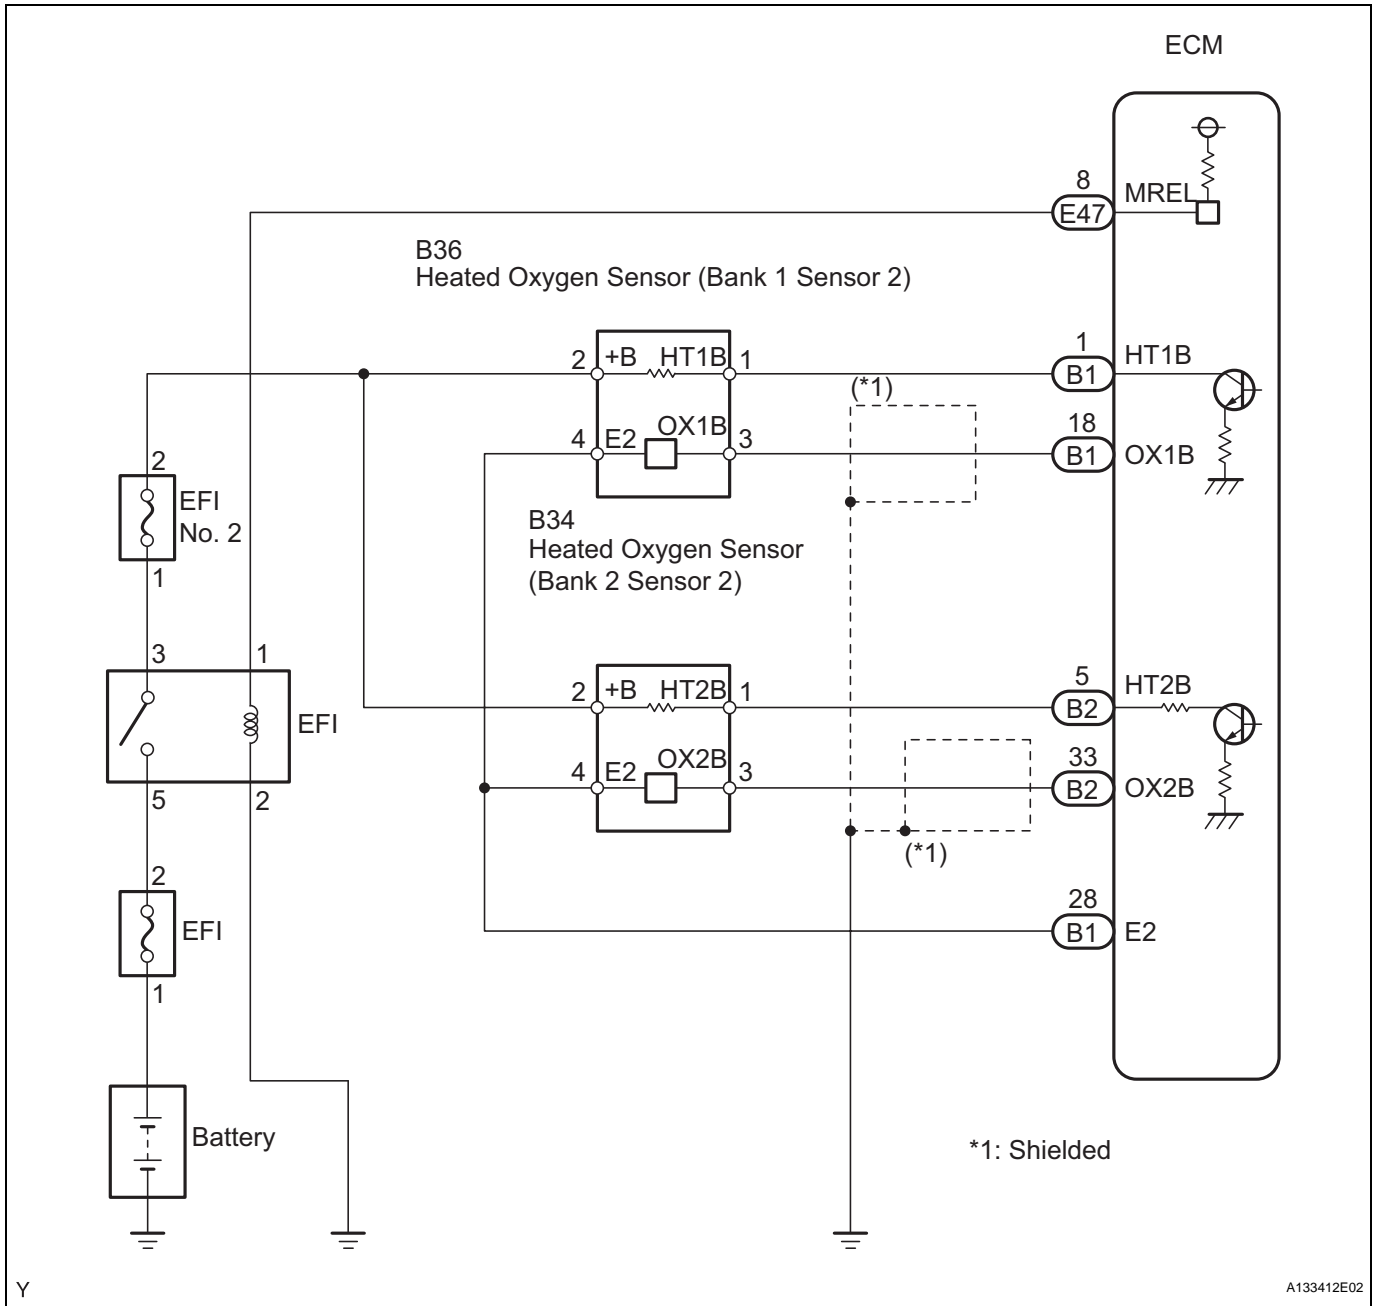 ECM
8
MREL
E47
B36
Heated Oxygen Sensor (Bank 1 Sensor 2)
2
+B
HT1B
1
1
HT1B
B1
(*1)
4
E2
OX1B
3
18
B1
OX1B
2
EFI
No. 2
1
B34
Heated Oxygen Sensor
(Bank 2 Sensor 2)
3
1
EFI
5
2
2
+B
HT2B
1
5
HT2B
B2
4
E2
OX2B
3
33
B2
OX2B
(*1)
2
EFI
1
28
B1
E2
Battery
*1: Shielded
Y
A133412E02